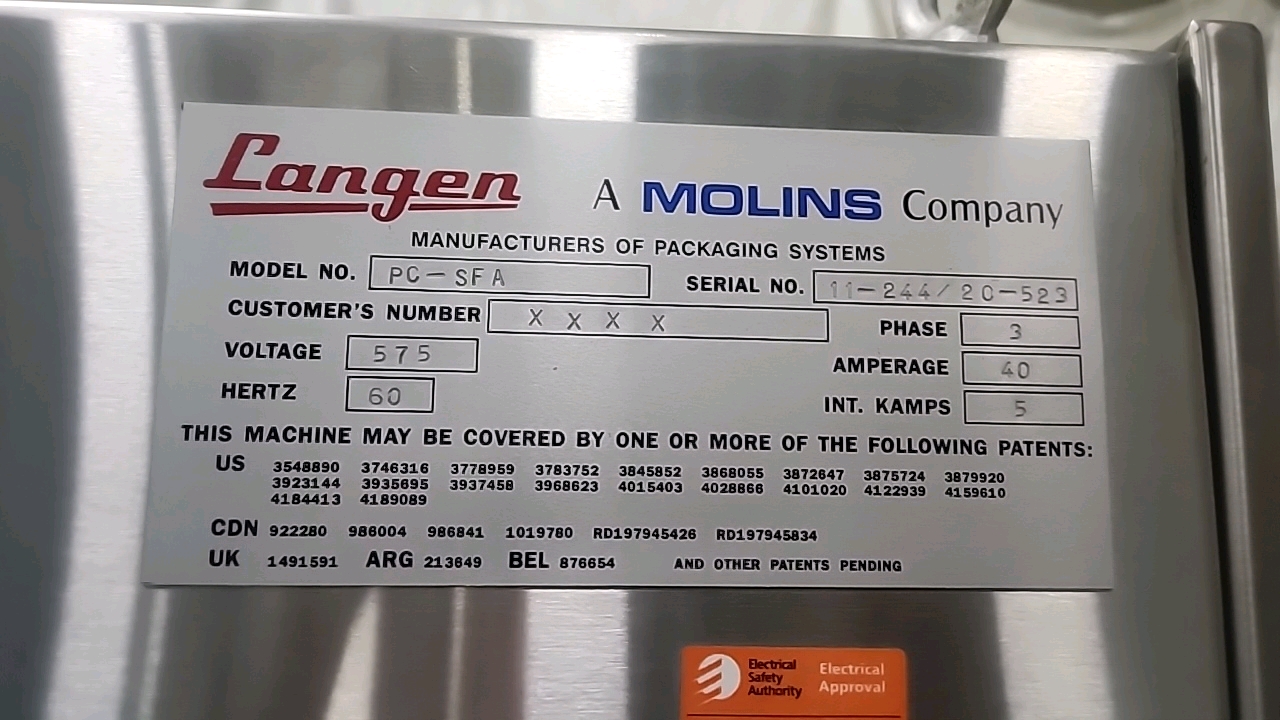 Langen A MOLINS Company
MANUFACTURERS OF PACKAGING SYSTEMS
MODEL NO. PC-SFA SERIAL NO. 11-244/20-523
CUSTOMER'S NUMBER X X X X PHASE 3
VOLTAGE 575 AMPERAGE 40
HERTZ 60 INT. KAMPS 5
THIS MACHINE MAY BE COVERED BY ONE OR MORE OF THE FOLLOWING PATENTS:
US 3548890 3746316 3778959 3783752 3845852 3868055 3872647 3875724 3879920
3923144 3935695 3937458 3968623 4015403 4028866 4101020 4122939 4159610
4184413 4189089
CDN 922280 986004 986841 1019780 RD197945426 RD197945834
UK 1491591 ARG 213649 BEL 876654 AND OTHER PATENTS PENDING
Electrical
Safety
Authority
Electrical
Approval